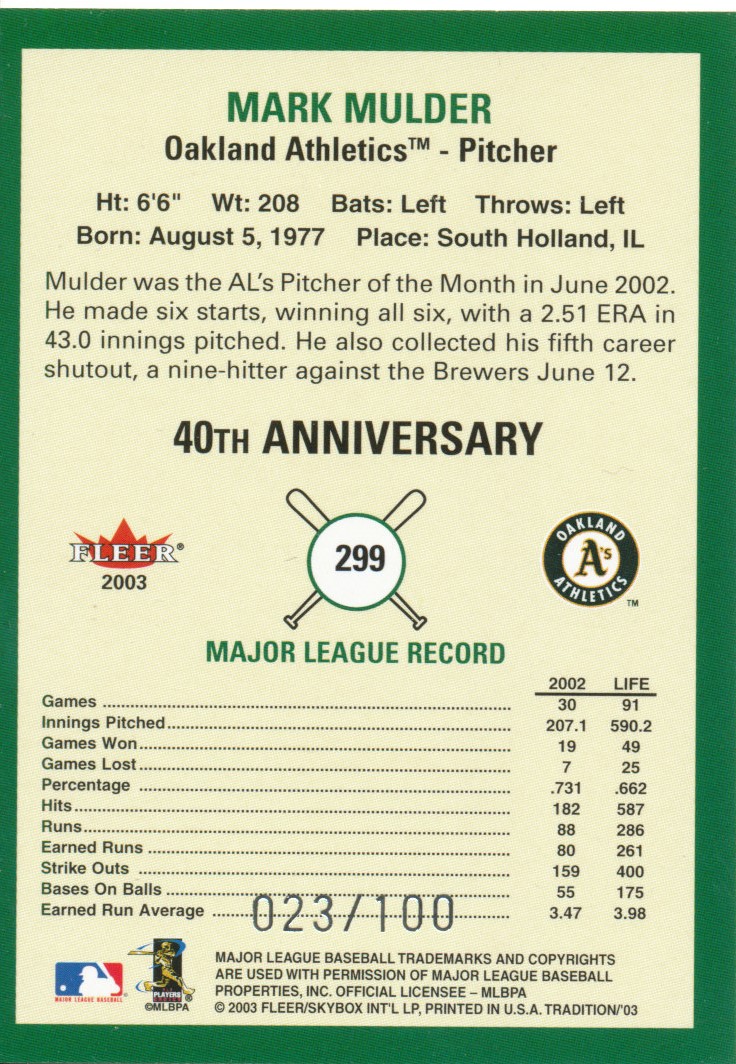 MARK MULDER
Oakland Athletics™ - Pitcher
Ht: 6'6" Wt: 208 Bats: Left Throws: Left
Born: August 5, 1977 Place: South Holland, IL
Mulder was the AL's Pitcher of the Month in June 2002.
He made six starts, winning all six, with a 2.51 ERA in
43.0 innings pitched. He also collected his fifth career
shutout, a nine-hitter against the Brewers June 12.
40TH ANNIVERSARY
FLEER®
2003
299
OAKLAND
A's
ATHLETICS
TM
MAJOR LEAGUE RECORD
2002 LIFE
Games 30 91
Innings Pitched 207.1 590.2
Games Won 19 49
Games Lost 7 25
Percentage .731 .662
Hits 182 587
Runs 88 286
Earned Runs 80 261
Strike Outs 159 400
Bases On Balls 55 175
Earned Run Average 3.47 3.98
023/100
MAJOR LEAGUE BASEBALL
PLAYERS
©MLBPA
MAJOR LEAGUE BASEBALL TRADEMARKS AND COPYRIGHTS
ARE USED WITH PERMISSION OF MAJOR LEAGUE BASEBALL
PROPERTIES, INC. OFFICIAL LICENSEE – MLBPA
© 2003 FLEER/SKYBOX INT'L LP, PRINTED IN U.S.A. TRADITION/'03